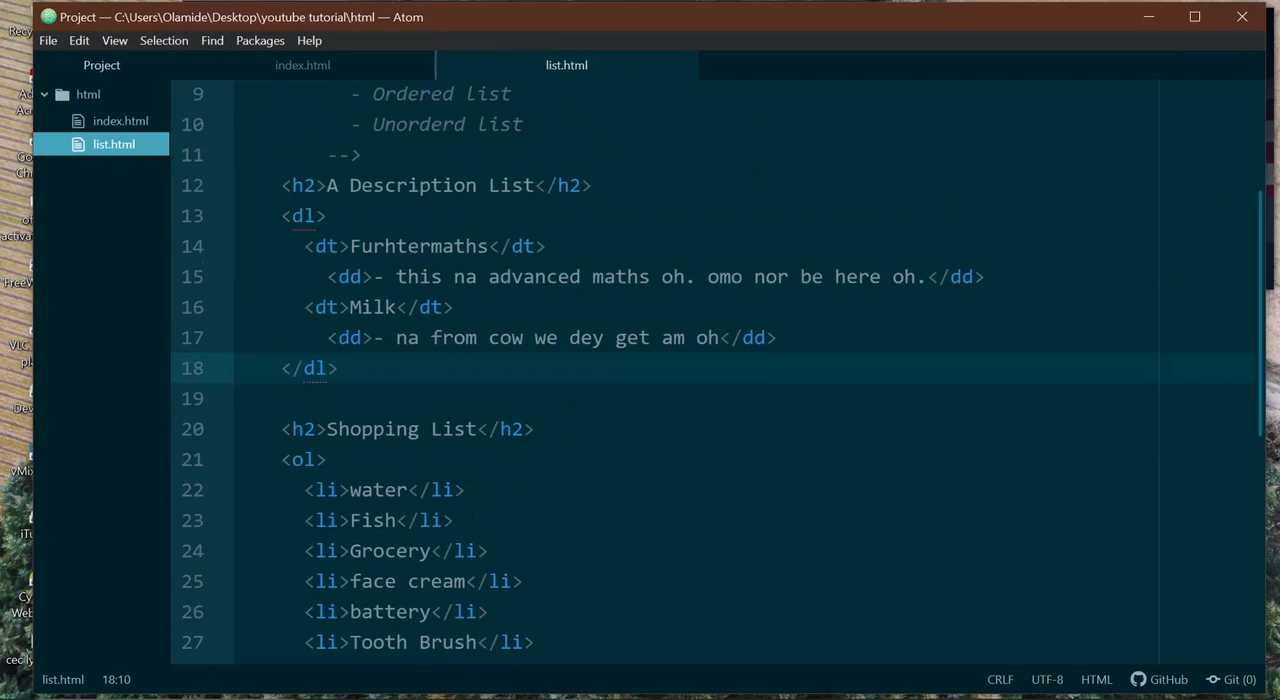 Project — C:\Users\Olamide\Desktop\youtube tutorial\html — Atom
File Edit View Selection Find Packages Help
Project index.html list.html
html
index.html
list.html
9 - Ordered list
10 - Unorderd list
11 -->
12 <h2>A Description List</h2>
13 <dl>
14 <dt>Furhtermaths</dt>
15 <dd>- this na advanced maths oh. omo nor be here oh.</dd>
16 <dt>Milk</dt>
17 <dd>- na from cow we dey get am oh</dd>
18 </dl>
19
20 <h2>Shopping List</h2>
21 <ol>
22 <li>water</li>
23 <li>Fish</li>
24 <li>Grocery</li>
25 <li>face cream</li>
26 <li>battery</li>
27 <li>Tooth Brush</li>
list.html 18:10 CRLF UTF-8 HTML GitHub Git (0)